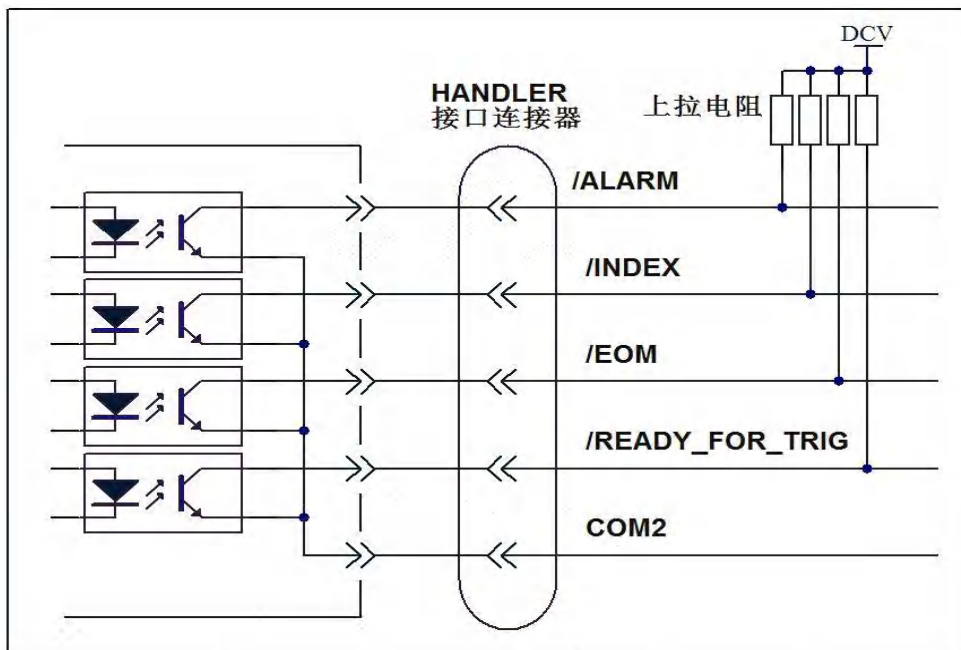 DCV
HANDLER
接口连接器
上拉电阻
/ALARM
/INDEX
/EOM
/READY_FOR_TRIG
COM2